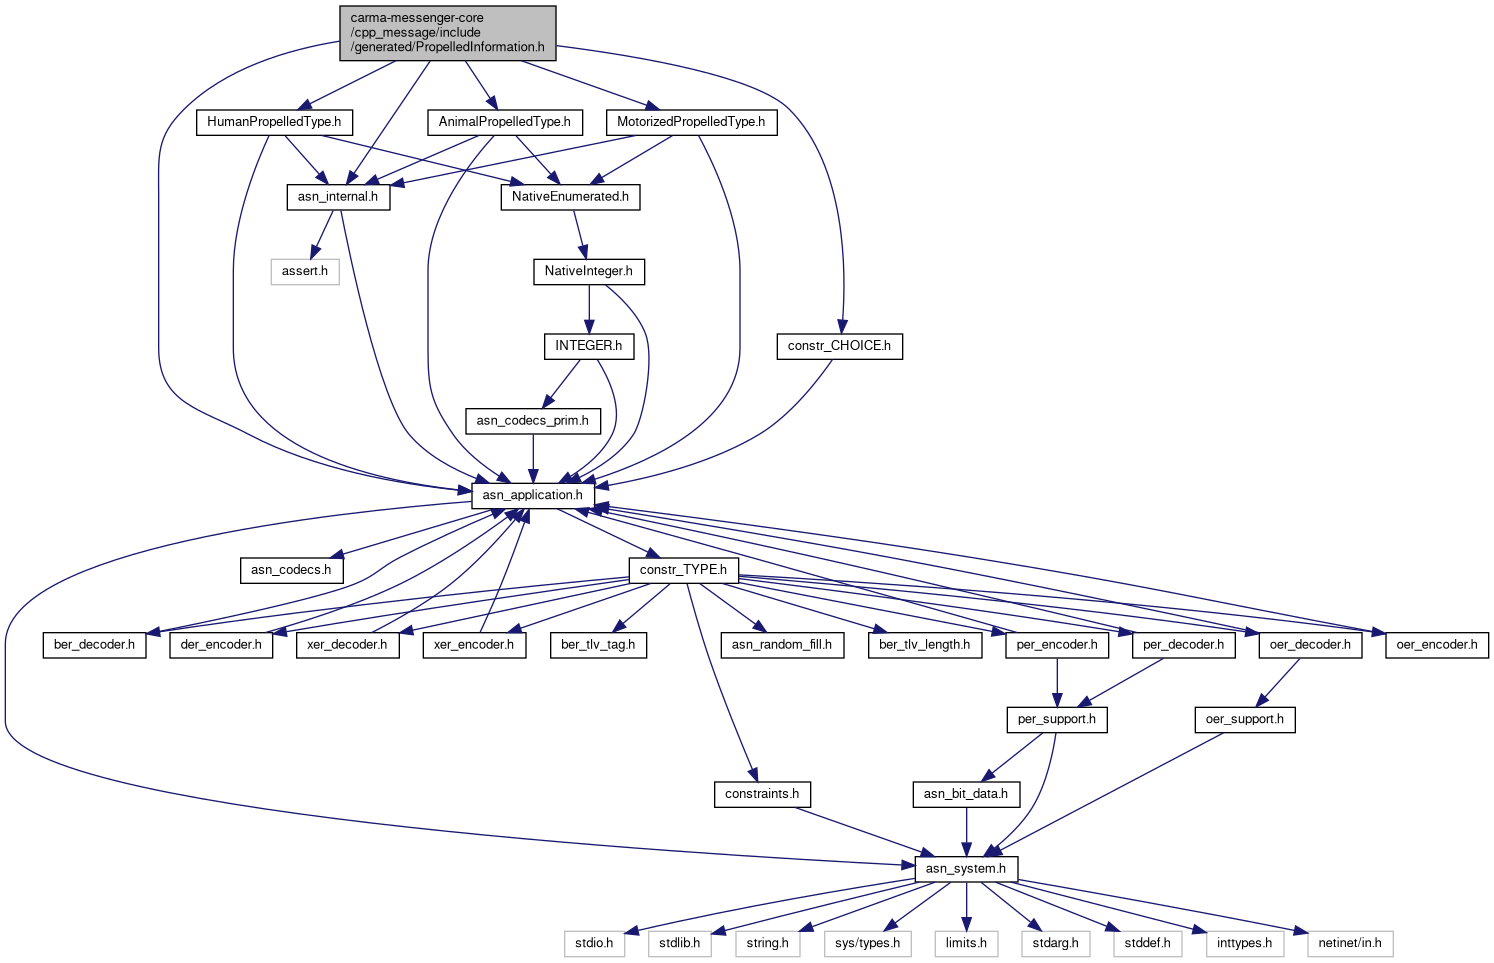 carma-messenger-core
/cpp_message/include
/generated/PropelledInformation.h
HumanPropelledType.h
AnimalPropelledType.h
MotorizedPropelledType.h
asn_internal.h
NativeEnumerated.h
assert.h
NativeInteger.h
INTEGER.h
constr_CHOICE.h
asn_codecs_prim.h
asn_application.h
asn_codecs.h
constr_TYPE.h
ber_decoder.h
der_encoder.h
xer_decoder.h
xer_encoder.h
ber_tlv_tag.h
asn_random_fill.h
ber_tlv_length.h
per_encoder.h
per_decoder.h
oer_decoder.h
oer_encoder.h
per_support.h
oer_support.h
constraints.h
asn_bit_data.h
asn_system.h
stdio.h
stdlib.h
string.h
sys/types.h
limits.h
stdarg.h
stddef.h
inttypes.h
netinet/in.h